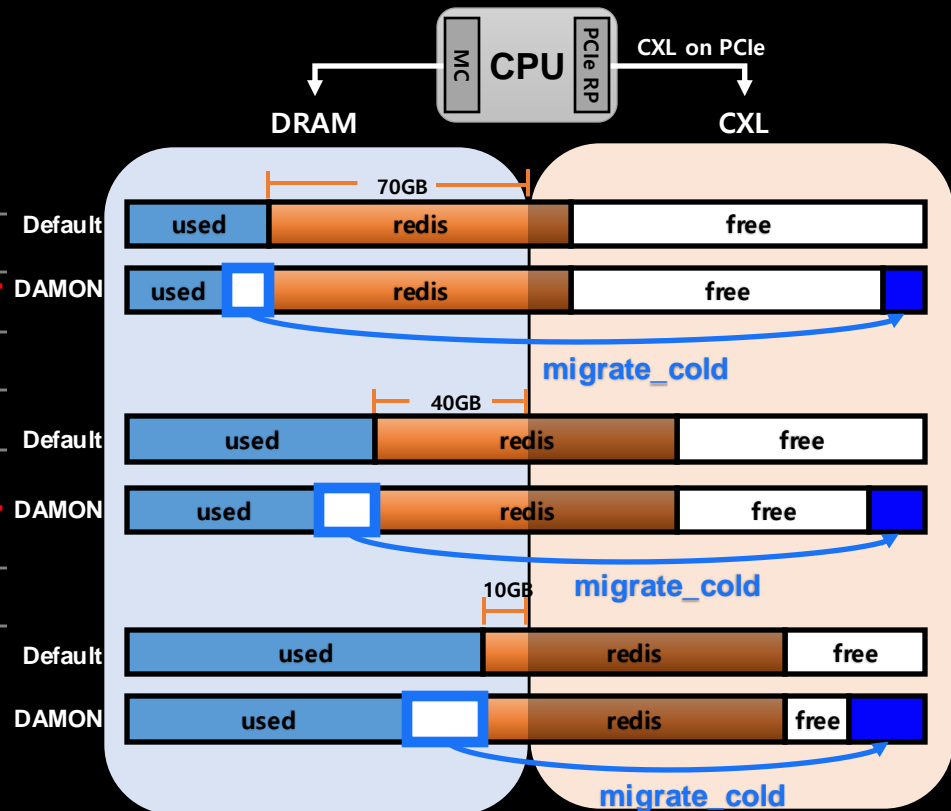 MC
CPU
PCIe RP
CXL on PCIe
DRAM
CXL
70GB
Default
used
redis
free
DAMON
used
redis
free
migrate_cold
40GB
Default
used
redis
free
DAMON
used
redis
free
migrate_cold
10GB
Default
used
redis
free
DAMON
used
redis
free
migrate_cold